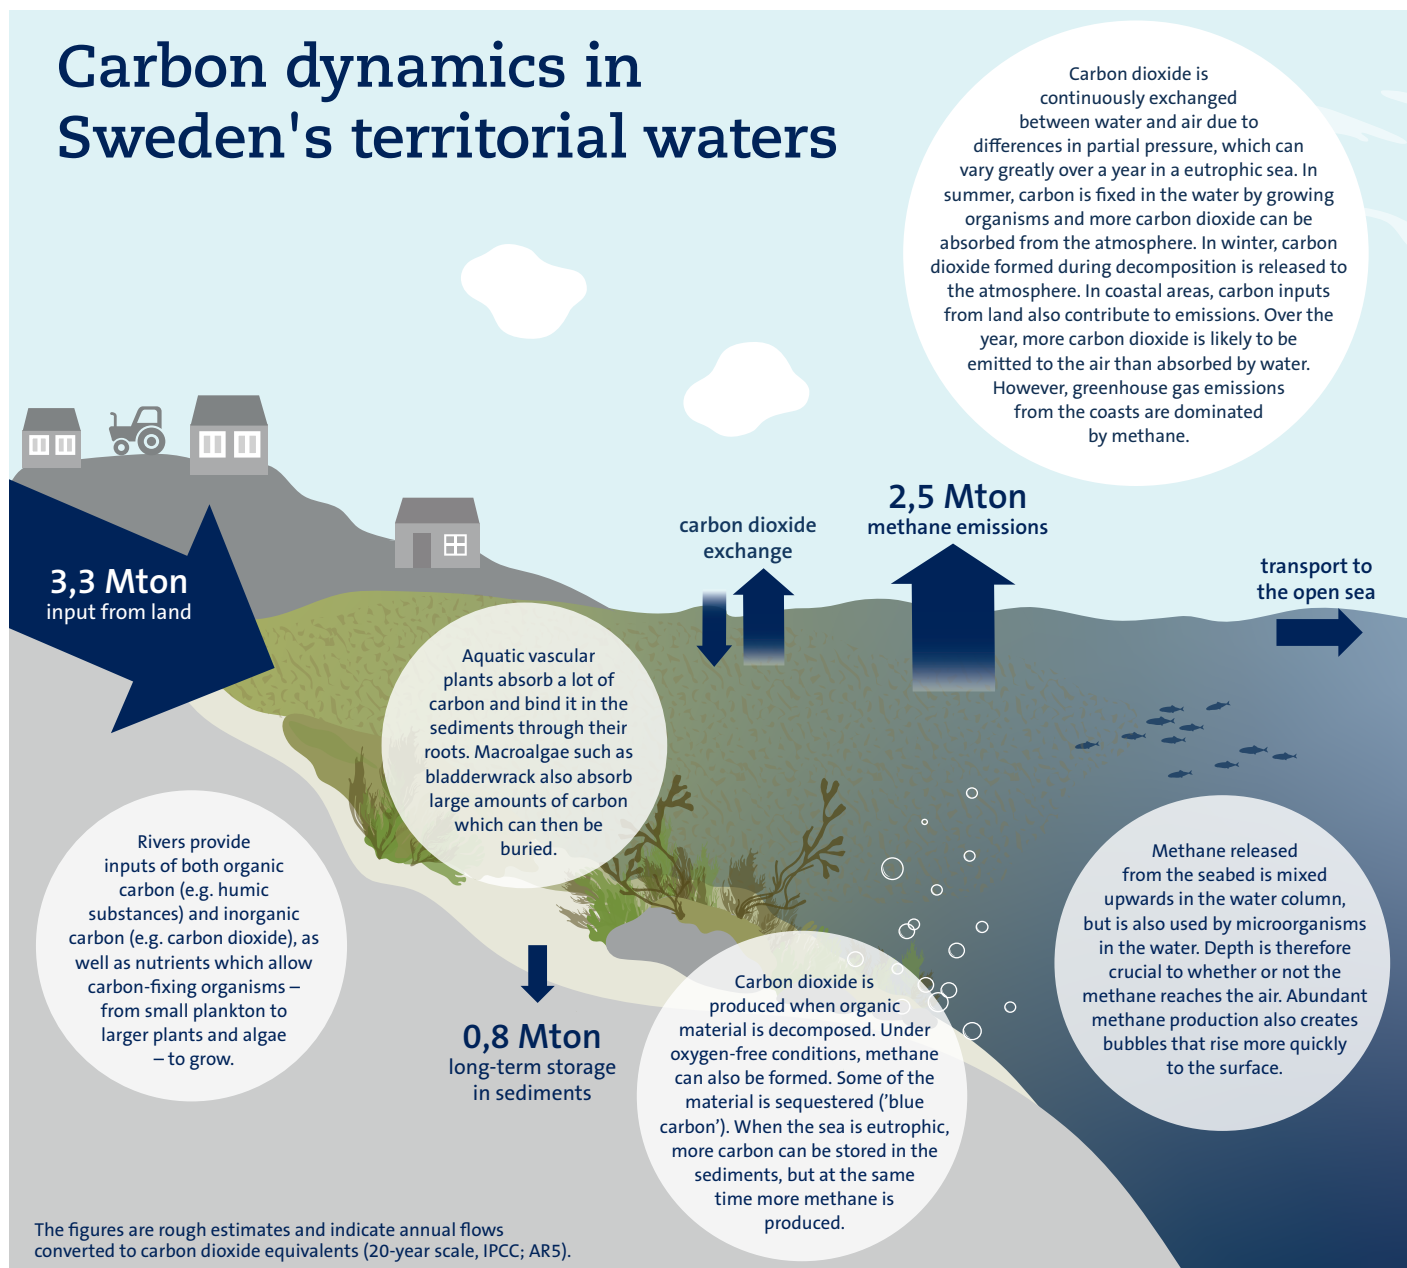 Carbon dynamics in
Sweden's territorial waters
Carbon dioxide is
continuously exchanged
between water and air due to
differences in partial pressure, which can
vary greatly over a year in a eutrophic sea. In
summer, carbon is fixed in the water by growing
organisms and more carbon dioxide can be
absorbed from the atmosphere. In winter, carbon
dioxide formed during decomposition is released to
the atmosphere. In coastal areas, carbon inputs
from land also contribute to emissions. Over the
year, more carbon dioxide is likely to be
emitted to the air than absorbed by water.
However, greenhouse gas emissions
from the coasts are dominated
by methane.
2,5 Mton
methane emissions
carbon dioxide
exchange
transport to
the open sea
3,3 Mton
input from land
Aquatic vascular
plants absorb a lot of
carbon and bind it in the
sediments through their
roots. Macroalgae such as
bladderwrack also absorb
large amounts of carbon
which can then be
buried.
Rivers provide
inputs of both organic
carbon (e.g. humic
substances) and inorganic
carbon (e.g. carbon dioxide), as
well as nutrients which allow
carbon-fixing organisms –
from small plankton to
larger plants and algae
– to grow.
Methane released
from the seabed is mixed
upwards in the water column,
but is also used by microorganisms
in the water. Depth is therefore
crucial to whether or not the
methane reaches the air. Abundant
methane production also creates
bubbles that rise more quickly
to the surface.
0,8 Mton
long-term storage
in sediments
Carbon dioxide is
produced when organic
material is decomposed. Under
oxygen-free conditions, methane
can also be formed. Some of the
material is sequestered (’blue
carbon’). When the sea is eutrophic,
more carbon can be stored in the
sediments, but at the same
time more methane is
produced.
The figures are rough estimates and indicate annual flows
converted to carbon dioxide equivalents (20-year scale, IPCC; AR5).